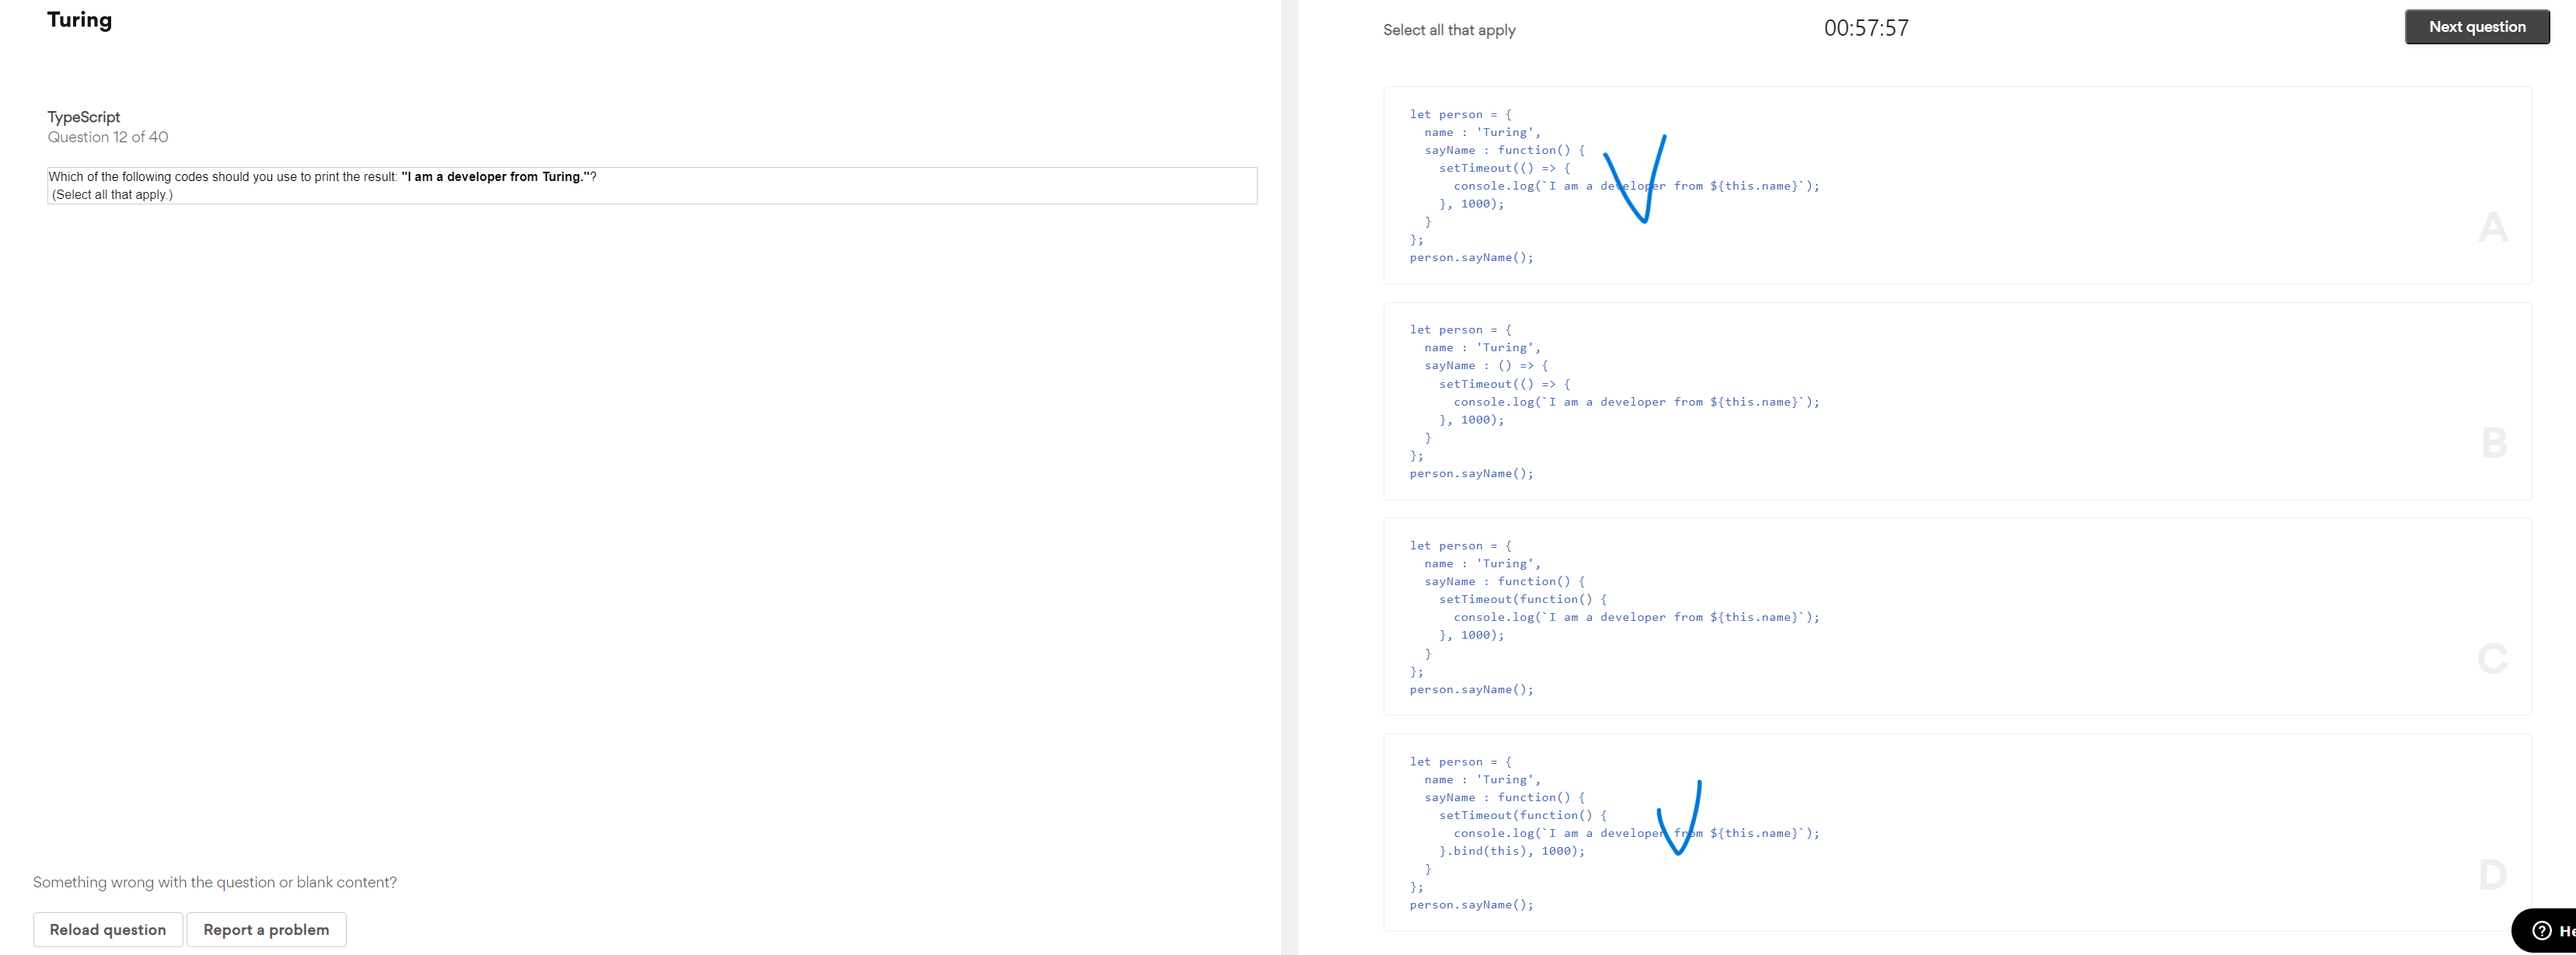 Turing
TypeScript
Question 12 of 40
Which of the following codes should you use to print the result: "I am a developer from Turing."?
(Select all that apply.)
Something wrong with the question or blank content?
Reload question
Report a problem
Select all that apply
00:57:57
Next question
let person = {
  name : 'Turing',
  sayName : function() {
    setTimeout(() => {
      console.log(`I am a developer from ${this.name}`);
    }, 1000);
  }
};
person.sayName();
A
let person = {
  name : 'Turing',
  sayName : () => {
    setTimeout(() => {
      console.log(`I am a developer from ${this.name}`);
    }, 1000);
  }
};
person.sayName();
B
let person = {
  name : 'Turing',
  sayName : function() {
    setTimeout(function() {
      console.log(`I am a developer from ${this.name}`);
    }, 1000);
  }
};
person.sayName();
C
let person = {
  name : 'Turing',
  sayName : function() {
    setTimeout(function() {
      console.log(`I am a developer from ${this.name}`);
    }.bind(this), 1000);
  }
};
person.sayName();
D
? He